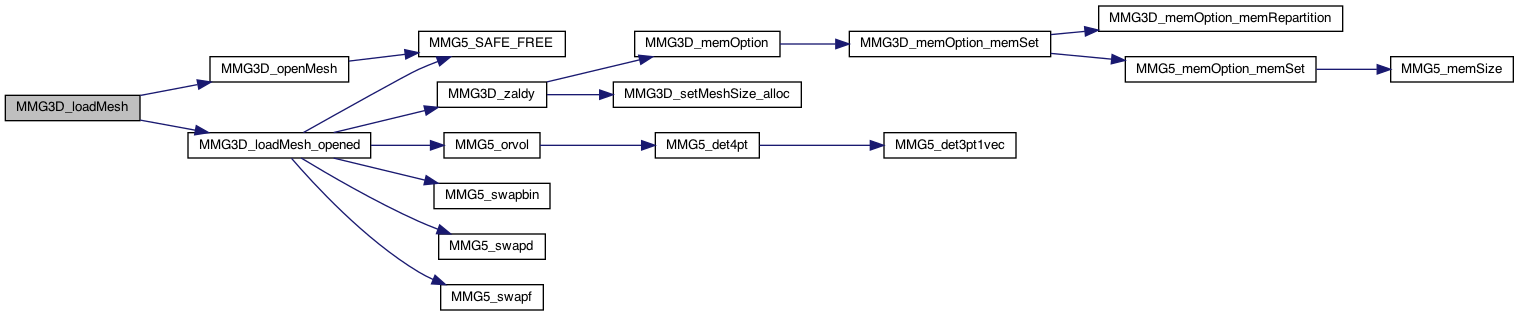 MMG3D_loadMesh
MMG3D_openMesh
MMG3D_loadMesh_opened
MMG5_SAFE_FREE
MMG3D_zaldy
MMG5_orvol
MMG5_swapbin
MMG5_swapd
MMG5_swapf
MMG3D_memOption
MMG3D_setMeshSize_alloc
MMG5_det4pt
MMG3D_memOption_memSet
MMG5_det3pt1vec
MMG3D_memOption_memRepartition
MMG5_memOption_memSet
MMG5_memSize